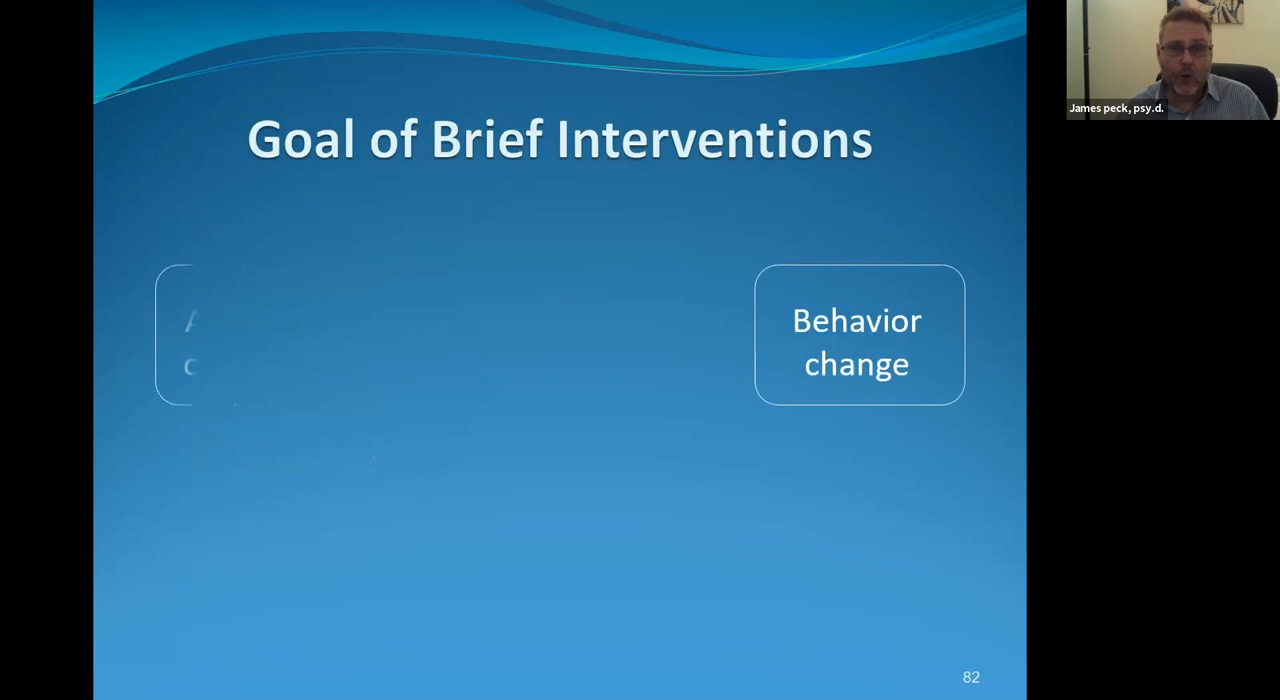 Goal of Brief Interventions
Behavior
change
James peck, psy.d.
82